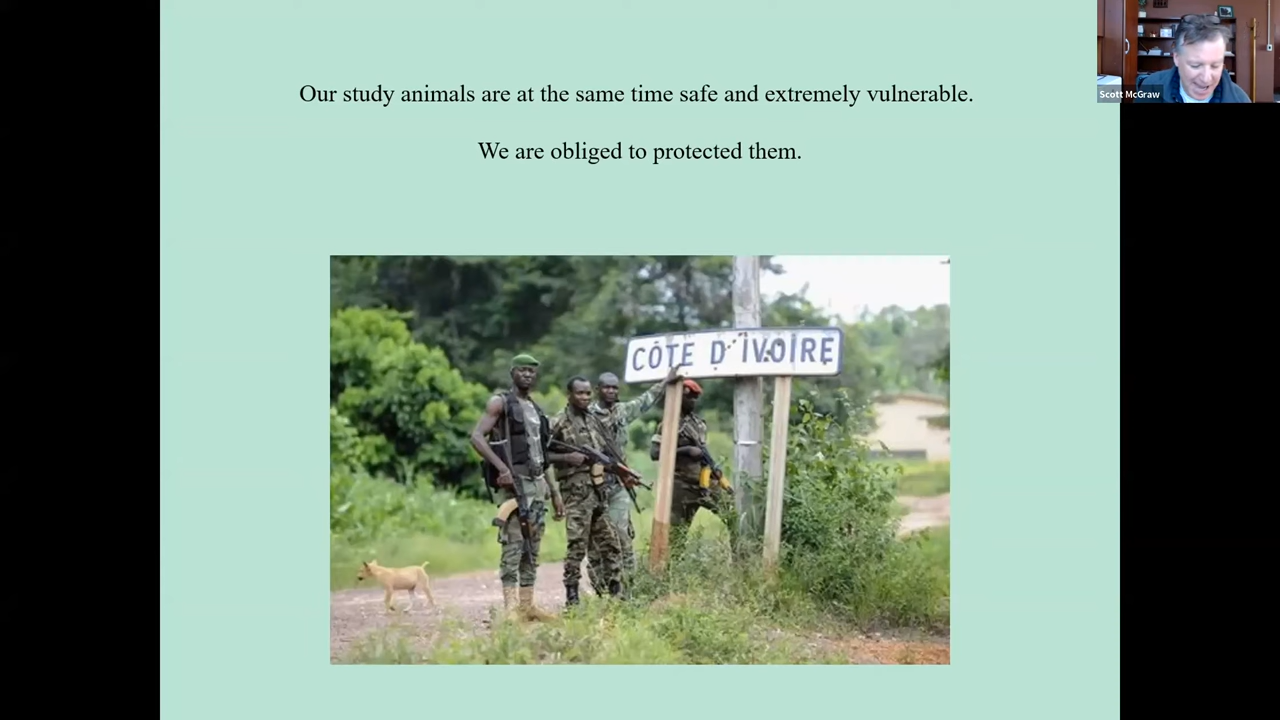 Our study animals are at the same time safe and extremely vulnerable.
Scott McGraw
We are obliged to protected them.
CÔTE D'IVOIRE